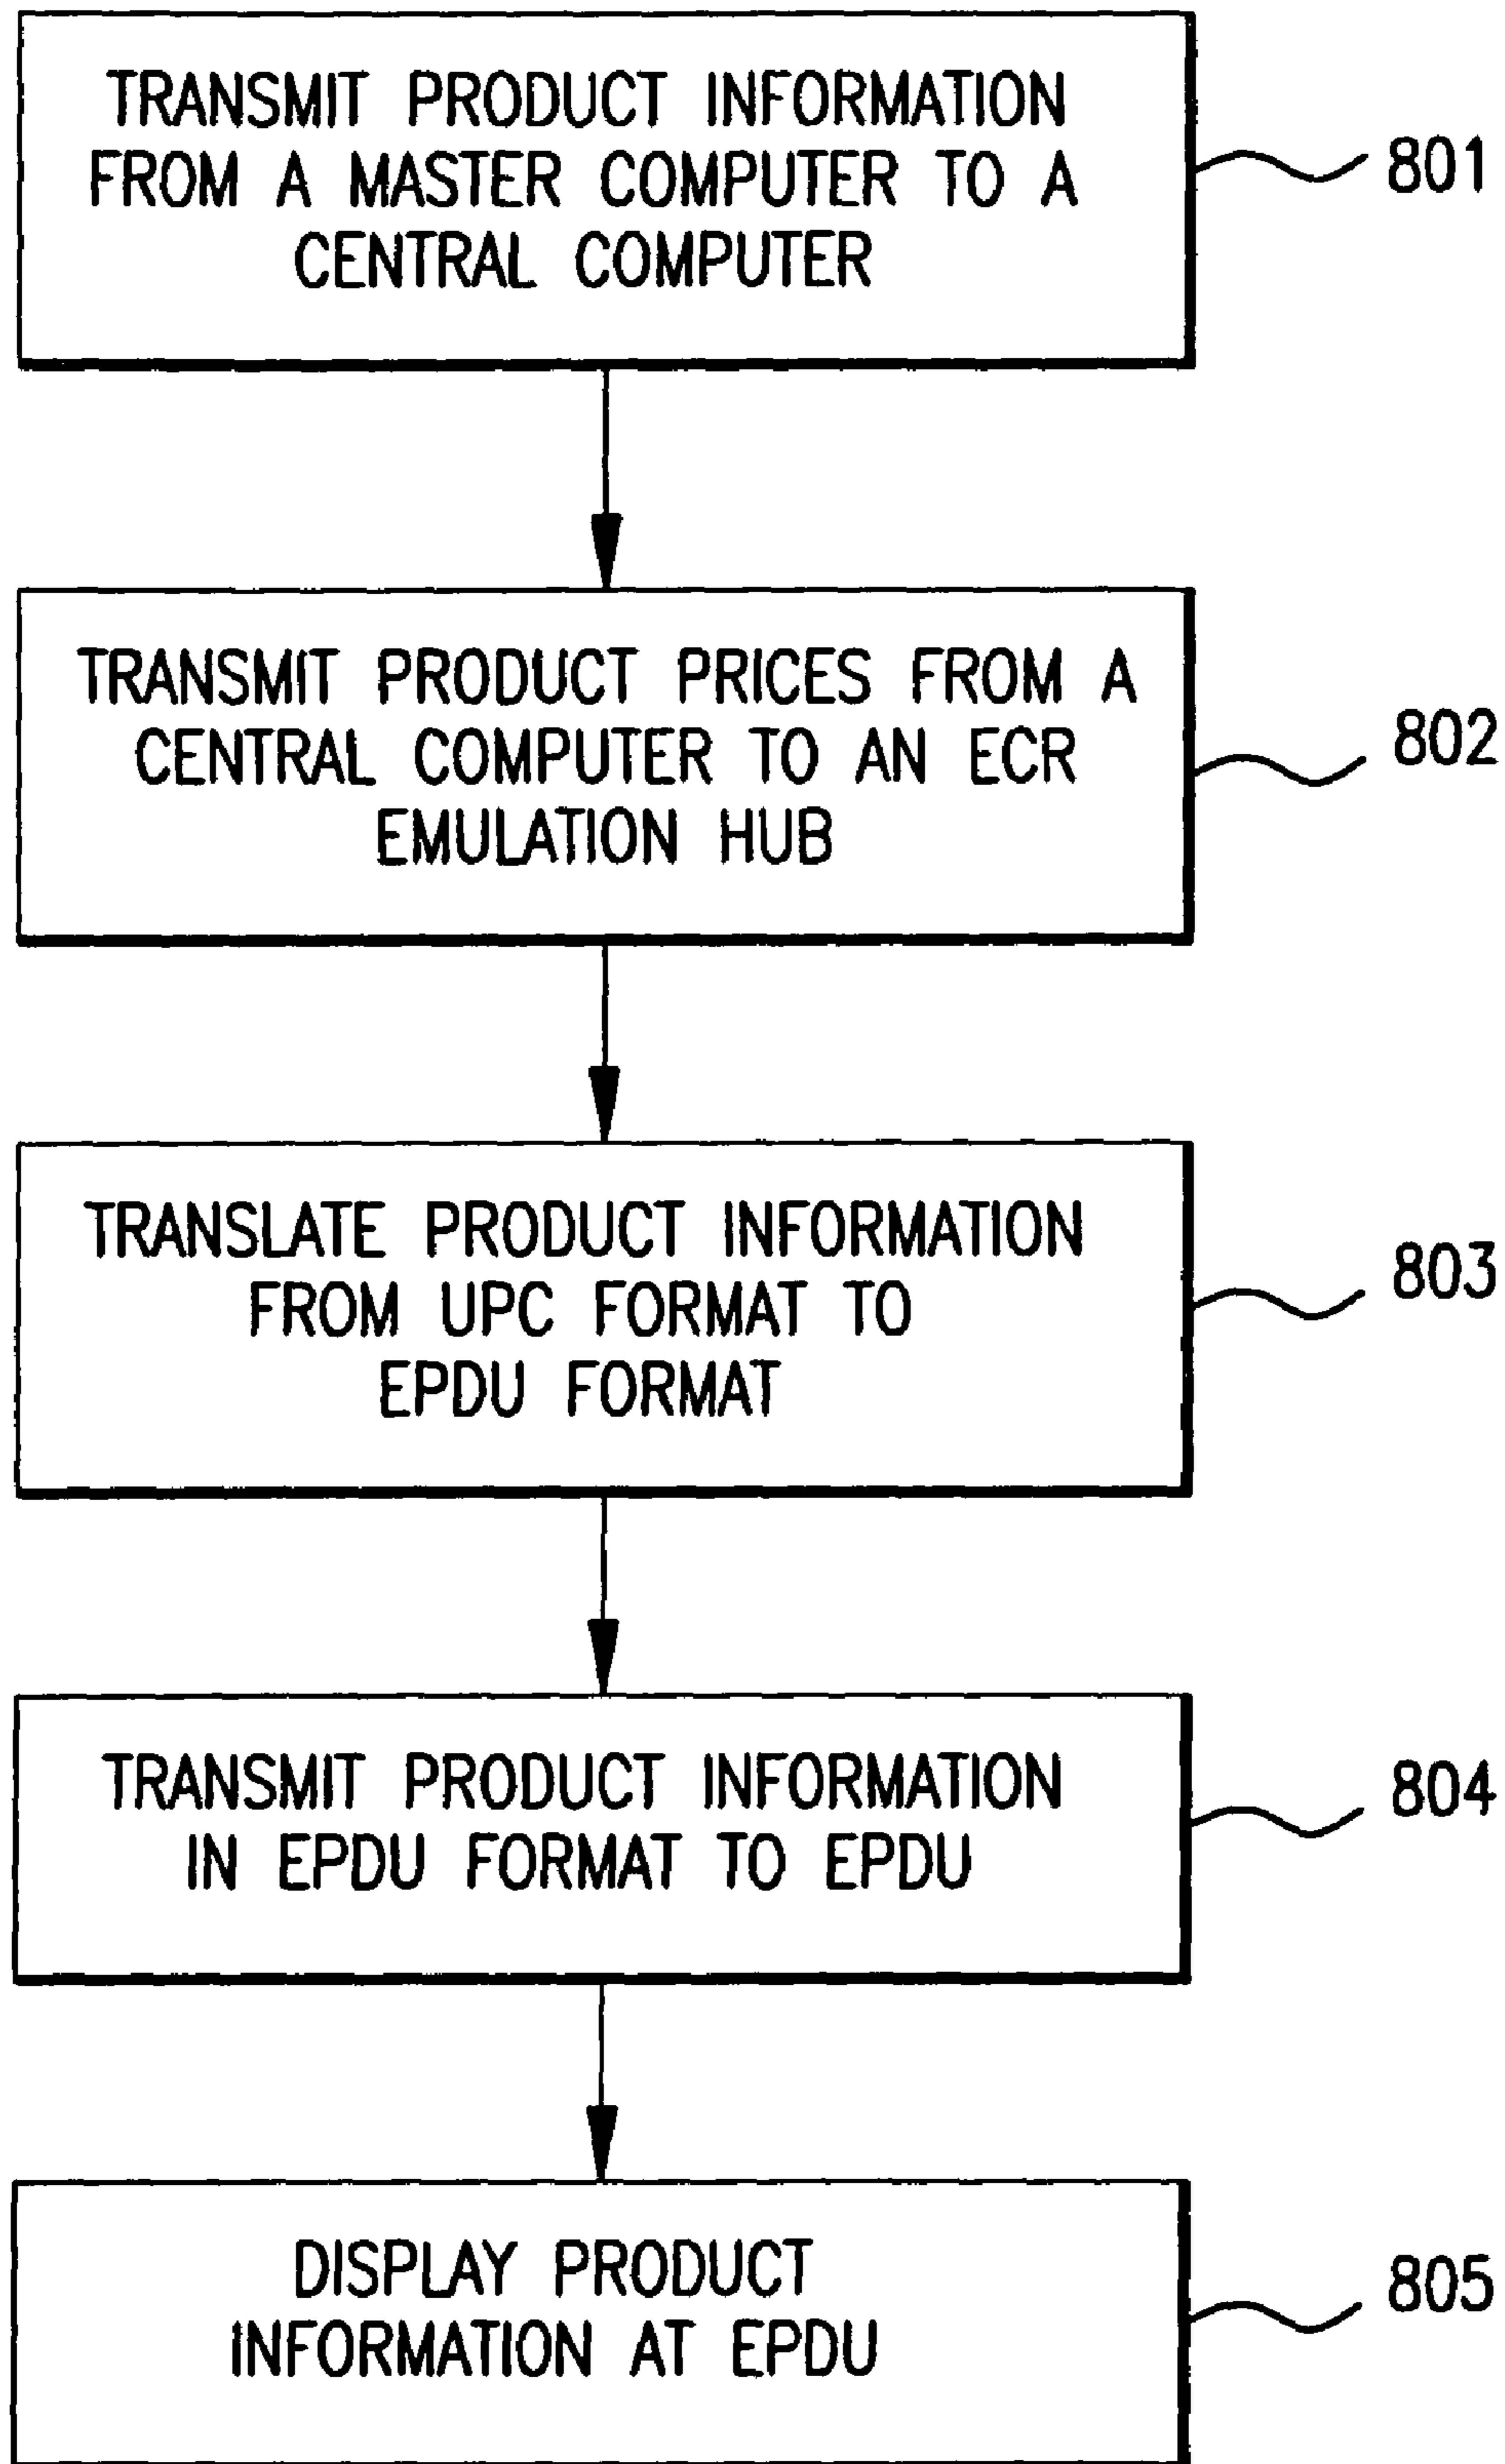 TRANSMIT PRODUCT INFORMATION
FROM A MASTER COMPUTER TO A
CENTRAL COMPUTER
801
TRANSMIT PRODUCT PRICES FROM A
CENTRAL COMPUTER TO AN ECR
EMULATION HUB
802
TRANSLATE PRODUCT INFORMATION
FROM UPC FORMAT TO
EPDU FORMAT
803
TRANSMIT PRODUCT INFORMATION
IN EPDU FORMAT TO EPDU
804
DISPLAY PRODUCT
INFORMATION AT EPDU
805